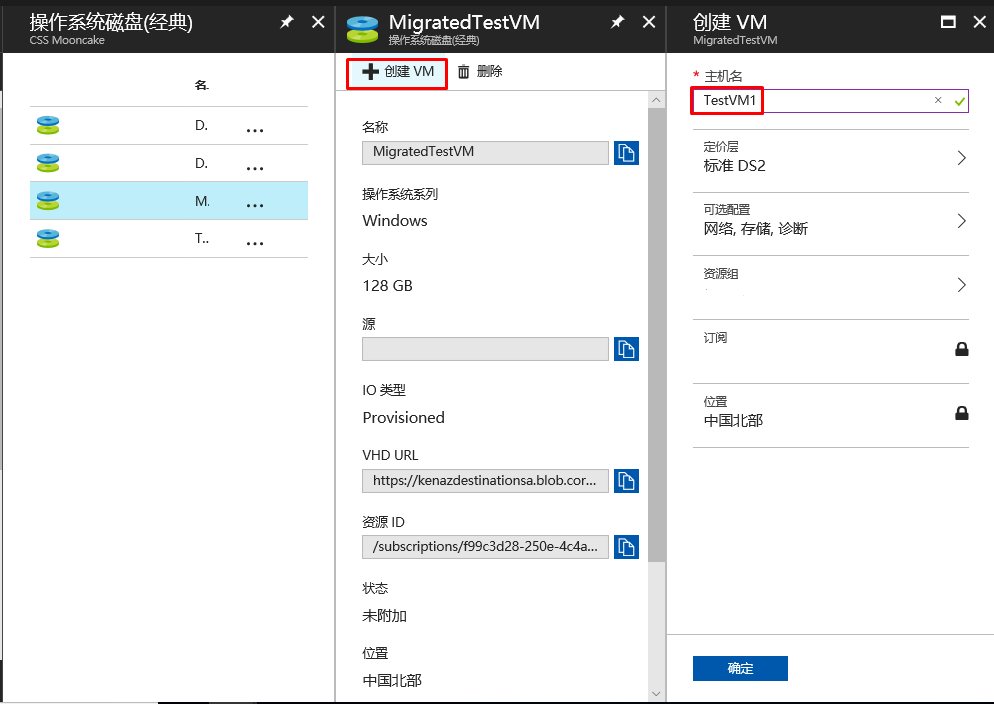 操作系统磁盘(经典)
CSS Mooncake
名.
D.
...
D.
...
M.
...
T..
...
MigratedTestVM
操作系统磁盘(经典)
创建 VM
删除
名称
MigratedTestVM
操作系统系列
Windows
大小
128 GB
源
IO 类型
Provisioned
VHD URL
https://kenazdestinationsa.blob.cor...
资源 ID
/subscriptions/f99c3d28-250e-4c4a...
状态
未附加
位置
中国北部
创建 VM
MigratedTestVM
* 主机名
TestVM1
定价层
标准 DS2
可选配置
网络, 存储, 诊断
资源组
订阅
位置
中国北部
确定